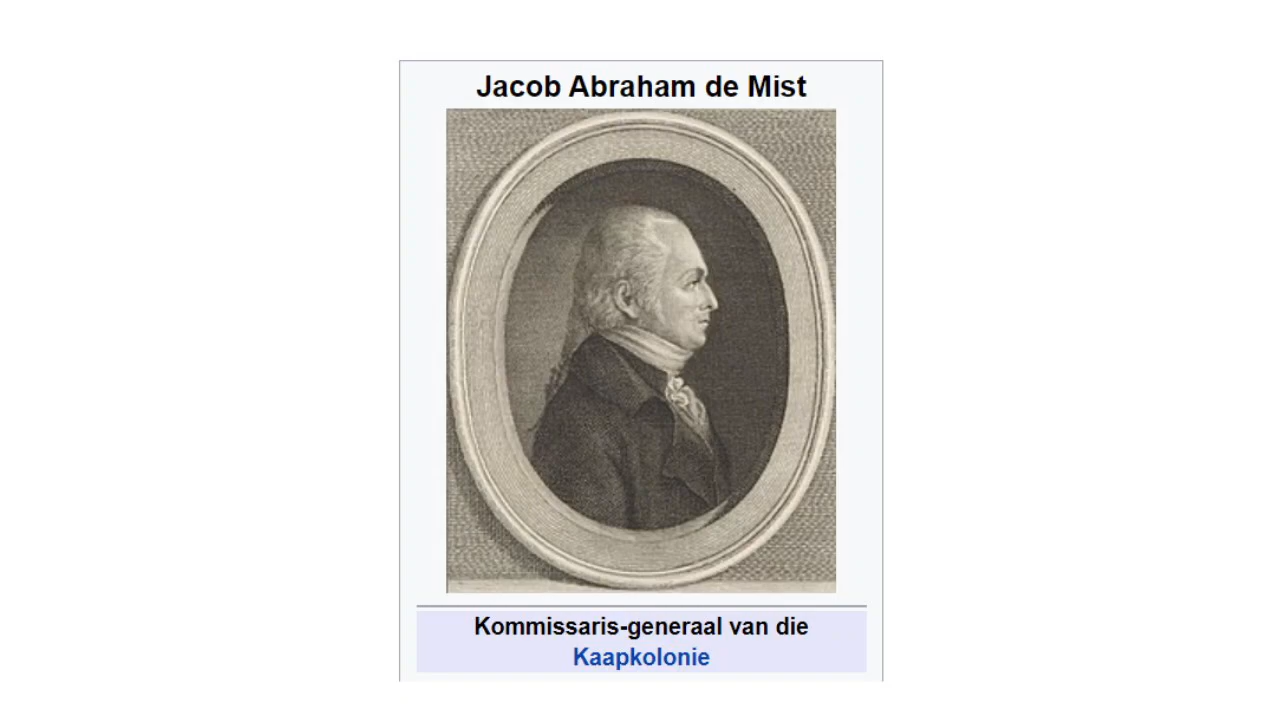 Jacob Abraham de Mist
Kommissaris-generaal van die
Kaapkolonie